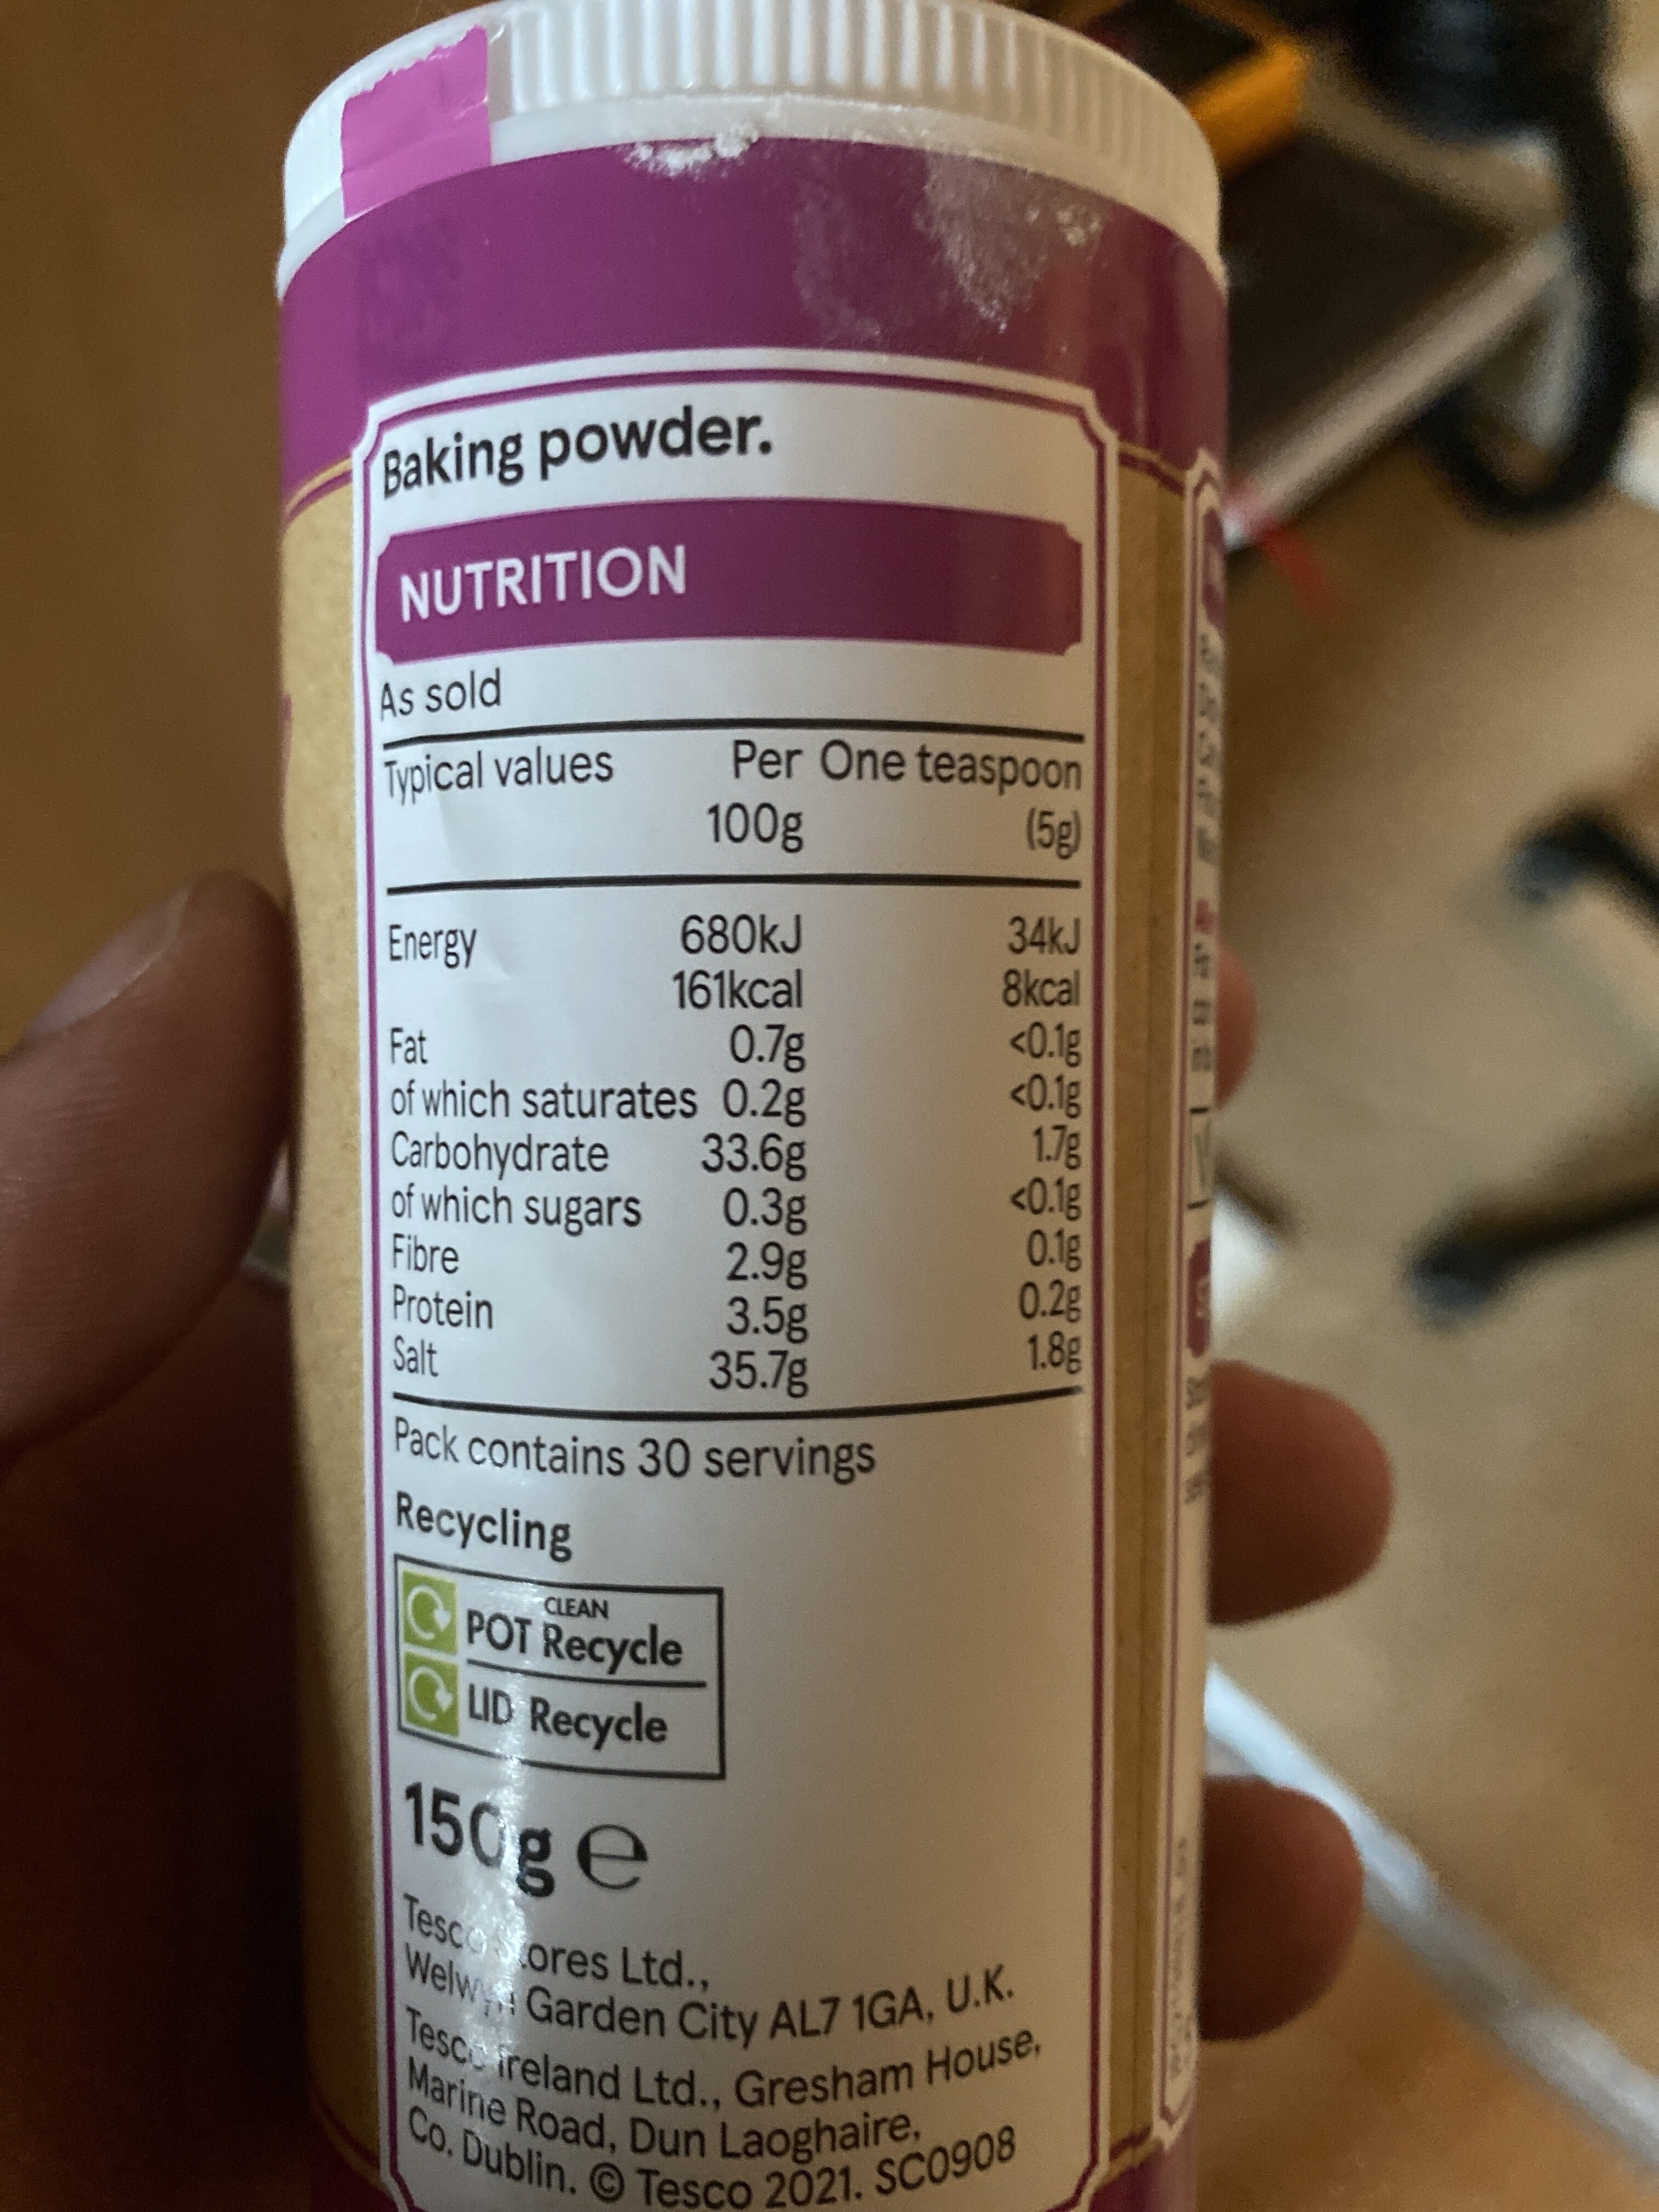 Baking powder.
NUTRITION
As sold
Typical values Per One teaspoon
100g (5g)
Energy 680kJ 34kJ
161kcal 8kcal
Fat 0.7g <0.1g
of which saturates 0.2g <0.1g
Carbohydrate 33.6g 1.7g
of which sugars 0.3g <0.1g
Fibre 2.9g 0.1g
Protein 3.5g 0.2g
Salt 35.7g 1.8g
Pack contains 30 servings
Recycling
CLEAN
POT Recycle
LID Recycle
150g ℮
Tesco Stores Ltd.,
Welwyn Garden City AL7 1GA, U.K.
Tesco Ireland Ltd., Gresham House,
Marine Road, Dun Laoghaire,
Co. Dublin. © Tesco 2021. SC0908